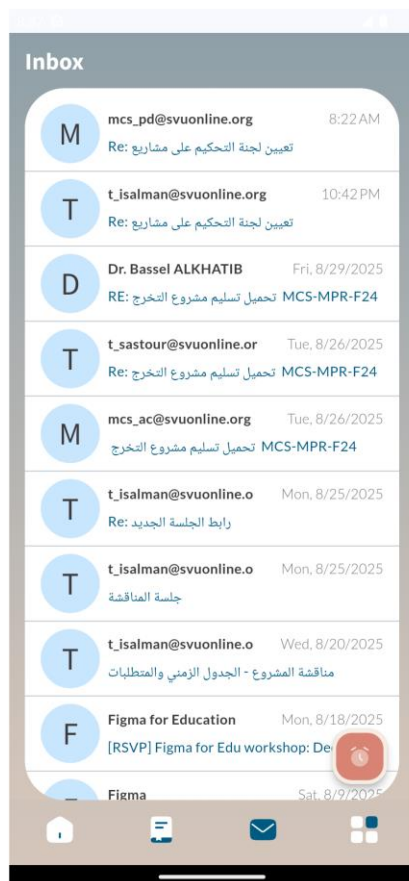 Inbox
M
mcs_pd@svuonline.org 8:22 AM
Re: تعيين لجنة التحكيم على مشاريع
T
t_isalman@svuonline.org 10:42 PM
Re: تعيين لجنة التحكيم على مشاريع
D
Dr. Bassel ALKHATIB Fri, 8/29/2025
RE: تحميل تسليم مشروع التخرج MCS-MPR-F24
T
t_sastour@svuonline.or Tue, 8/26/2025
Re: تحميل تسليم مشروع التخرج MCS-MPR-F24
M
mcs_ac@svuonline.org Tue, 8/26/2025
تحميل تسليم مشروع التخرج MCS-MPR-F24
T
t_isalman@svuonline.o Mon, 8/25/2025
Re: رابط الجلسة الجديد
T
t_isalman@svuonline.o Mon, 8/25/2025
جلسة المناقشة
T
t_isalman@svuonline.o Wed, 8/20/2025
مناقشة المشروع - الجدول الزمني والمتطلبات
F
Figma for Education Mon, 8/18/2025
[RSVP] Figma for Edu workshop: De
Figma Sat, 8/9/2025